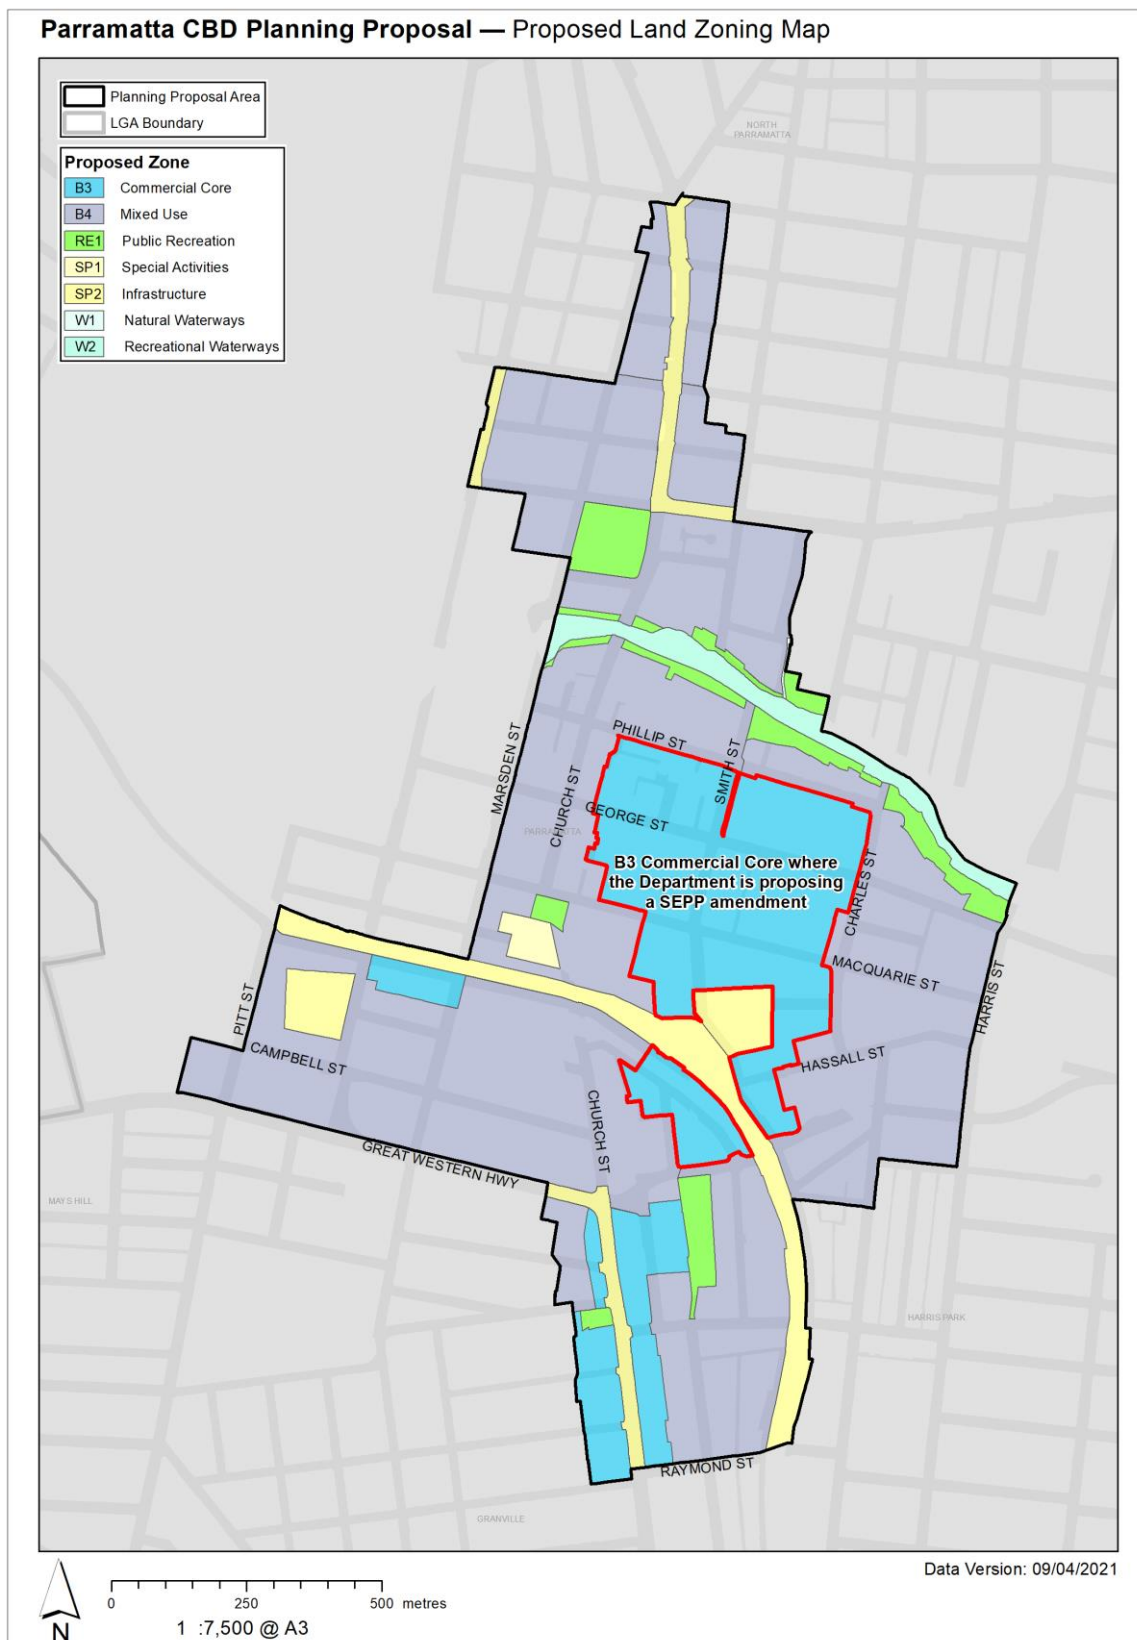 Parramatta CBD Planning Proposal — Proposed Land Zoning Map
Planning Proposal Area
LGA Boundary
Proposed Zone
B3 Commercial Core
B4 Mixed Use
RE1 Public Recreation
SP1 Special Activities
SP2 Infrastructure
W1 Natural Waterways
W2 Recreational Waterways
NORTH
PARRAMATTA
PHILLIP ST
SMITH ST
MARSDEN ST
CHURCH ST
GEORGE ST
PARRAMATTA
B3 Commercial Core where
the Department is proposing
a SEPP amendment
CHARLES ST
MACQUARIE ST
HARRIS ST
PITT ST
CAMPBELL ST
HASSALL ST
CHURCH ST
GREAT WESTERN HWY
MAYS HILL
HARRIS PARK
RAYMOND ST
GRANVILLE
Data Version: 09/04/2021
N
0 250 500 metres
1 :7,500 @ A3